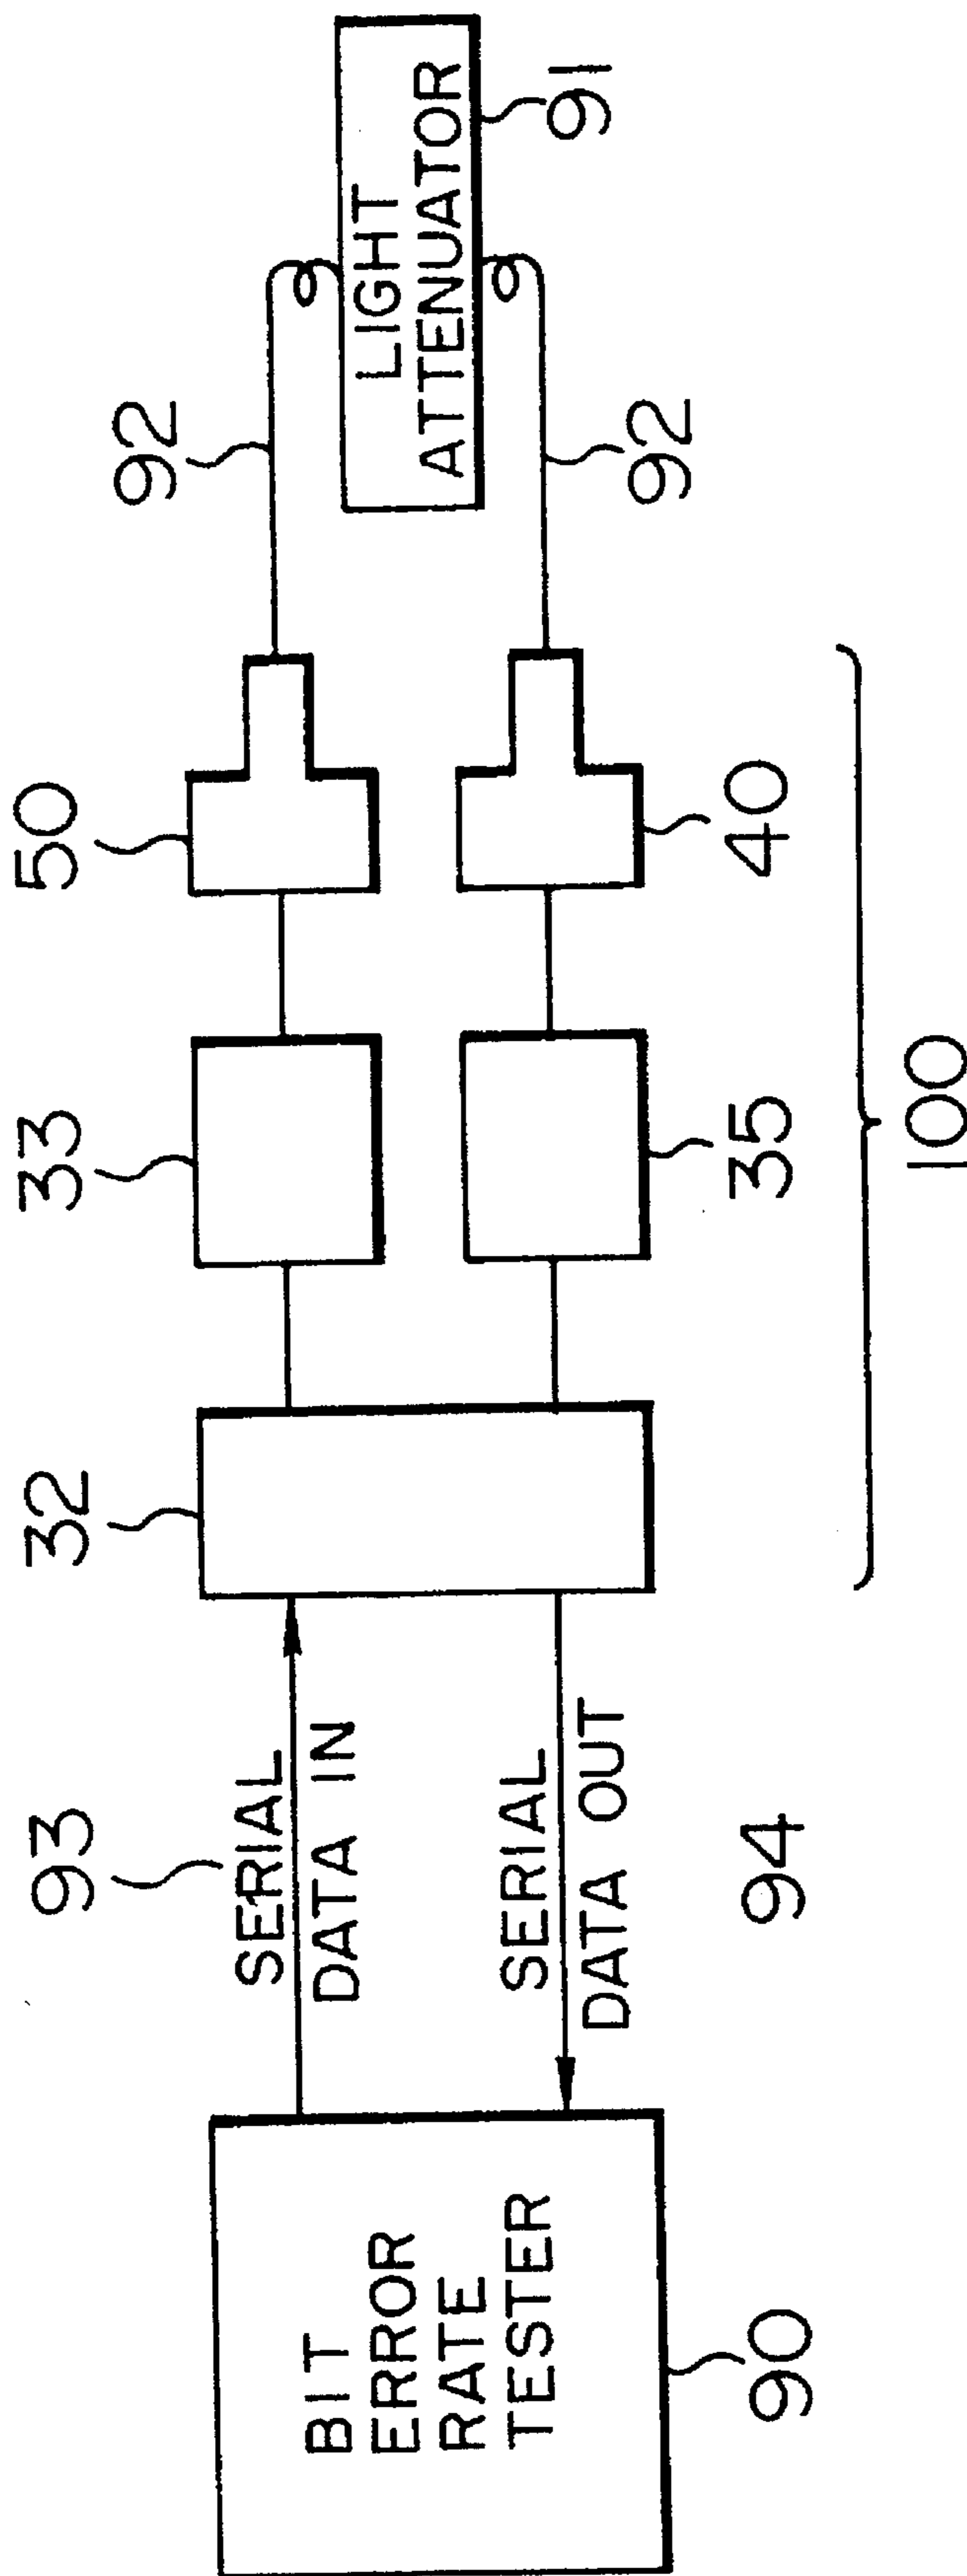 BIT
ERROR
RATE
TESTER
90
93
SERIAL
DATA IN
SERIAL
DATA OUT
94
32
33
35
50
40
100
92
92
LIGHT
ATTENUATOR
91